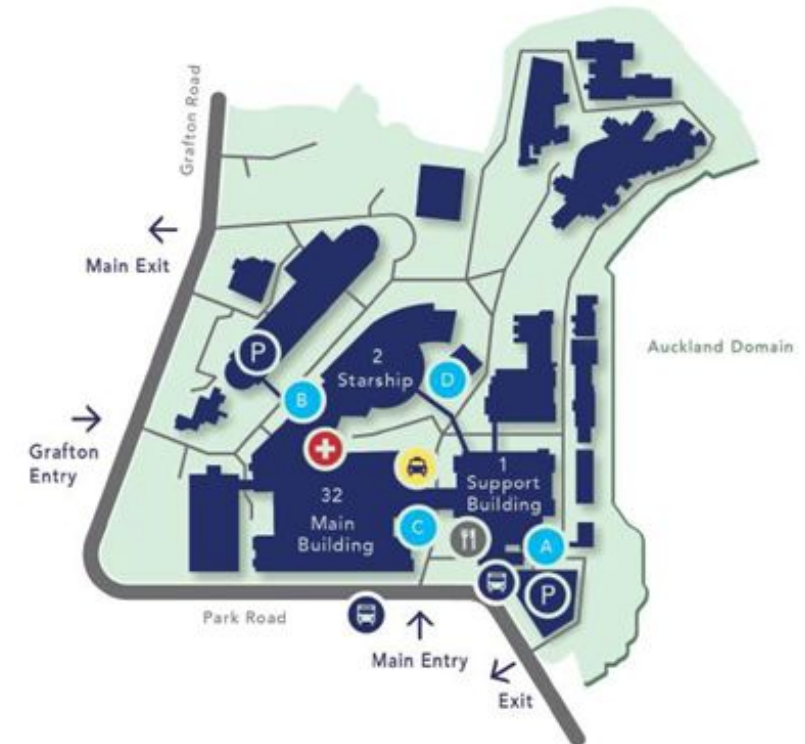 Grafton Road
Main Exit
Auckland Domain
P
2
Starship
D
B
Grafton
Entry
1
Support
Building
32
Main
Building
C
A
P
Park Road
Main Entry
Exit